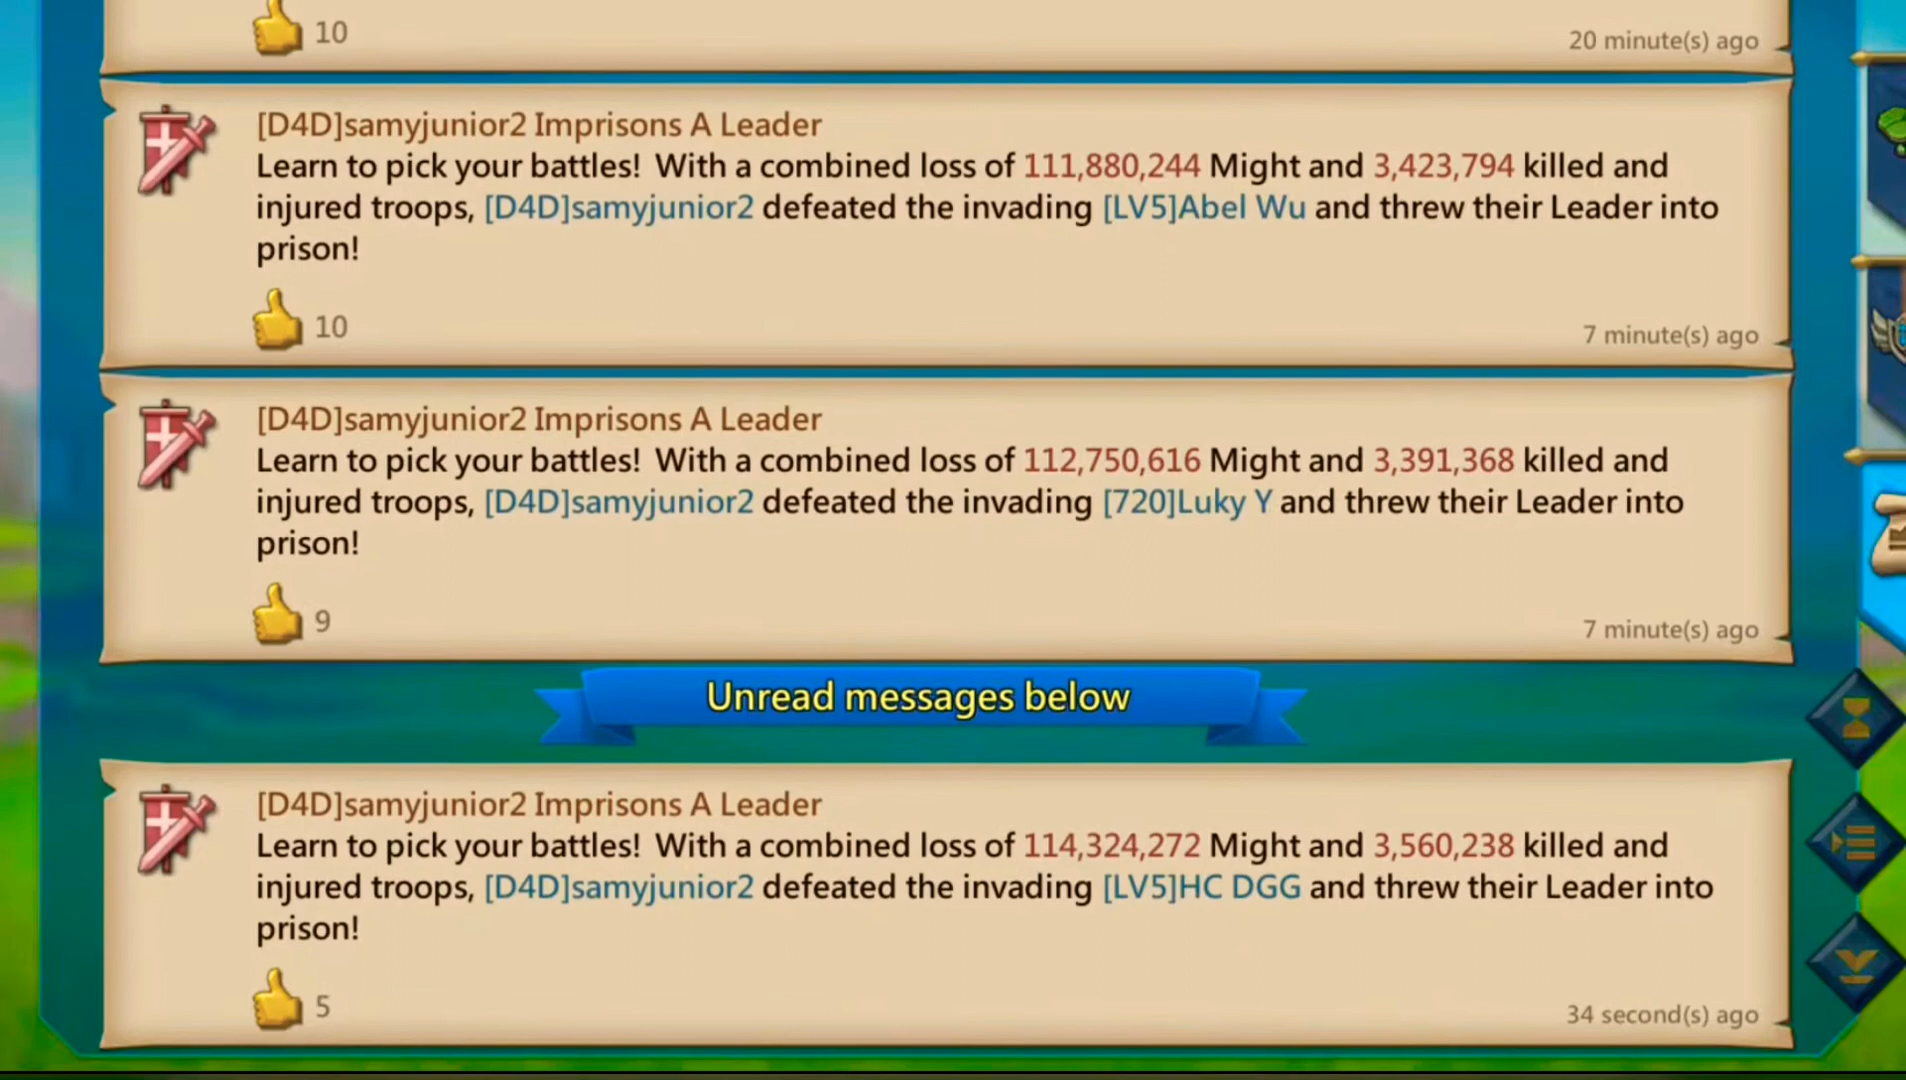 10
20 minute(s) ago
[D4D]samyjunior2 Imprisons A Leader
Learn to pick your battles! With a combined loss of 111,880,244 Might and 3,423,794 killed and
injured troops, [D4D]samyjunior2 defeated the invading [LV5]Abel Wu and threw their Leader into
prison!
10
7 minute(s) ago
[D4D]samyjunior2 Imprisons A Leader
Learn to pick your battles! With a combined loss of 112,750,616 Might and 3,391,368 killed and
injured troops, [D4D]samyjunior2 defeated the invading [720]Luky Y and threw their Leader into
prison!
9
7 minute(s) ago
Unread messages below
[D4D]samyjunior2 Imprisons A Leader
Learn to pick your battles! With a combined loss of 114,324,272 Might and 3,560,238 killed and
injured troops, [D4D]samyjunior2 defeated the invading [LV5]HC DGG and threw their Leader into
prison!
5
34 second(s) ago